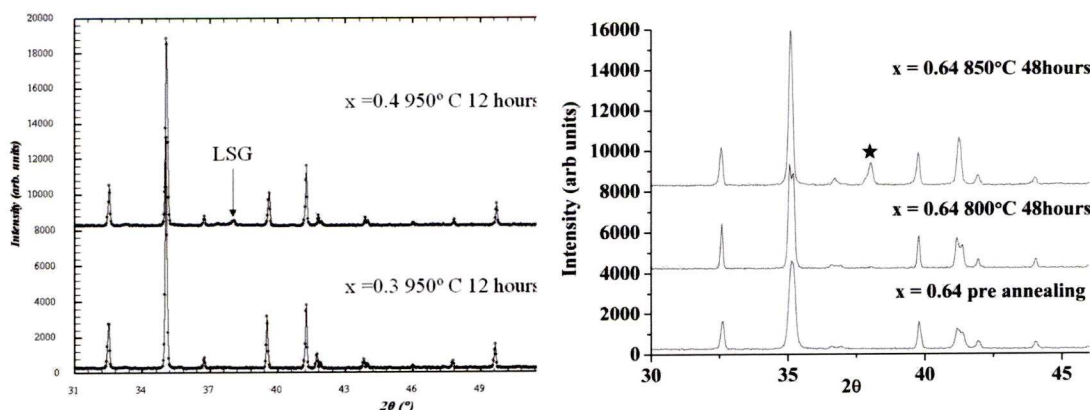 20000
18000
16000
14000
12000
10000
8000
6000
4000
2000
0
Intensity (arb. units)
x =0.4 950º C 12 hours
LSG
x =0.3 950º C 12 hours
31 34 37 40 43 46 49
2θ (°)
16000
14000
12000
10000
8000
6000
4000
2000
0
Intensity (arb units)
x = 0.64 850°C 48hours
★
x = 0.64 800°C 48hours
x = 0.64 pre annealing
30 35 40 45
2θ